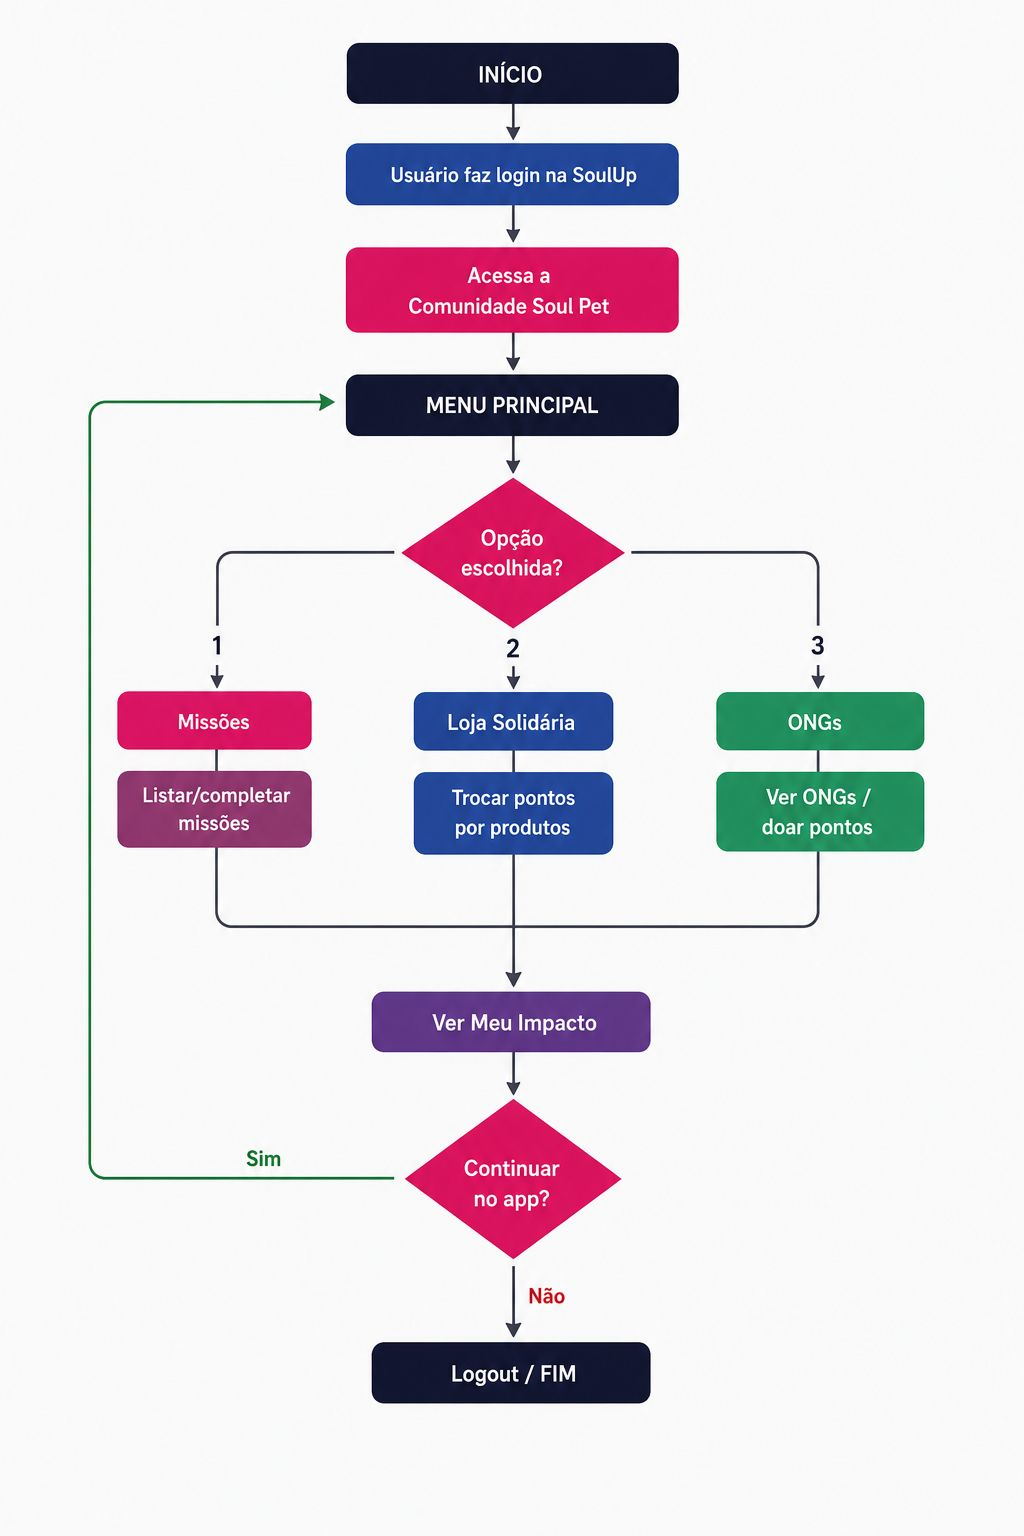 INÍCIO
Usuário faz login na SoulUp
Acessa a
Comunidade Soul Pet
MENU PRINCIPAL
Opção
escolhida?
1
2
3
Missões
Loja Solidária
ONGs
Listar/completar
missões
Trocar pontos
por produtos
Ver ONGs /
doar pontos
Ver Meu Impacto
Continuar
no app?
Sim
Não
Logout / FIM